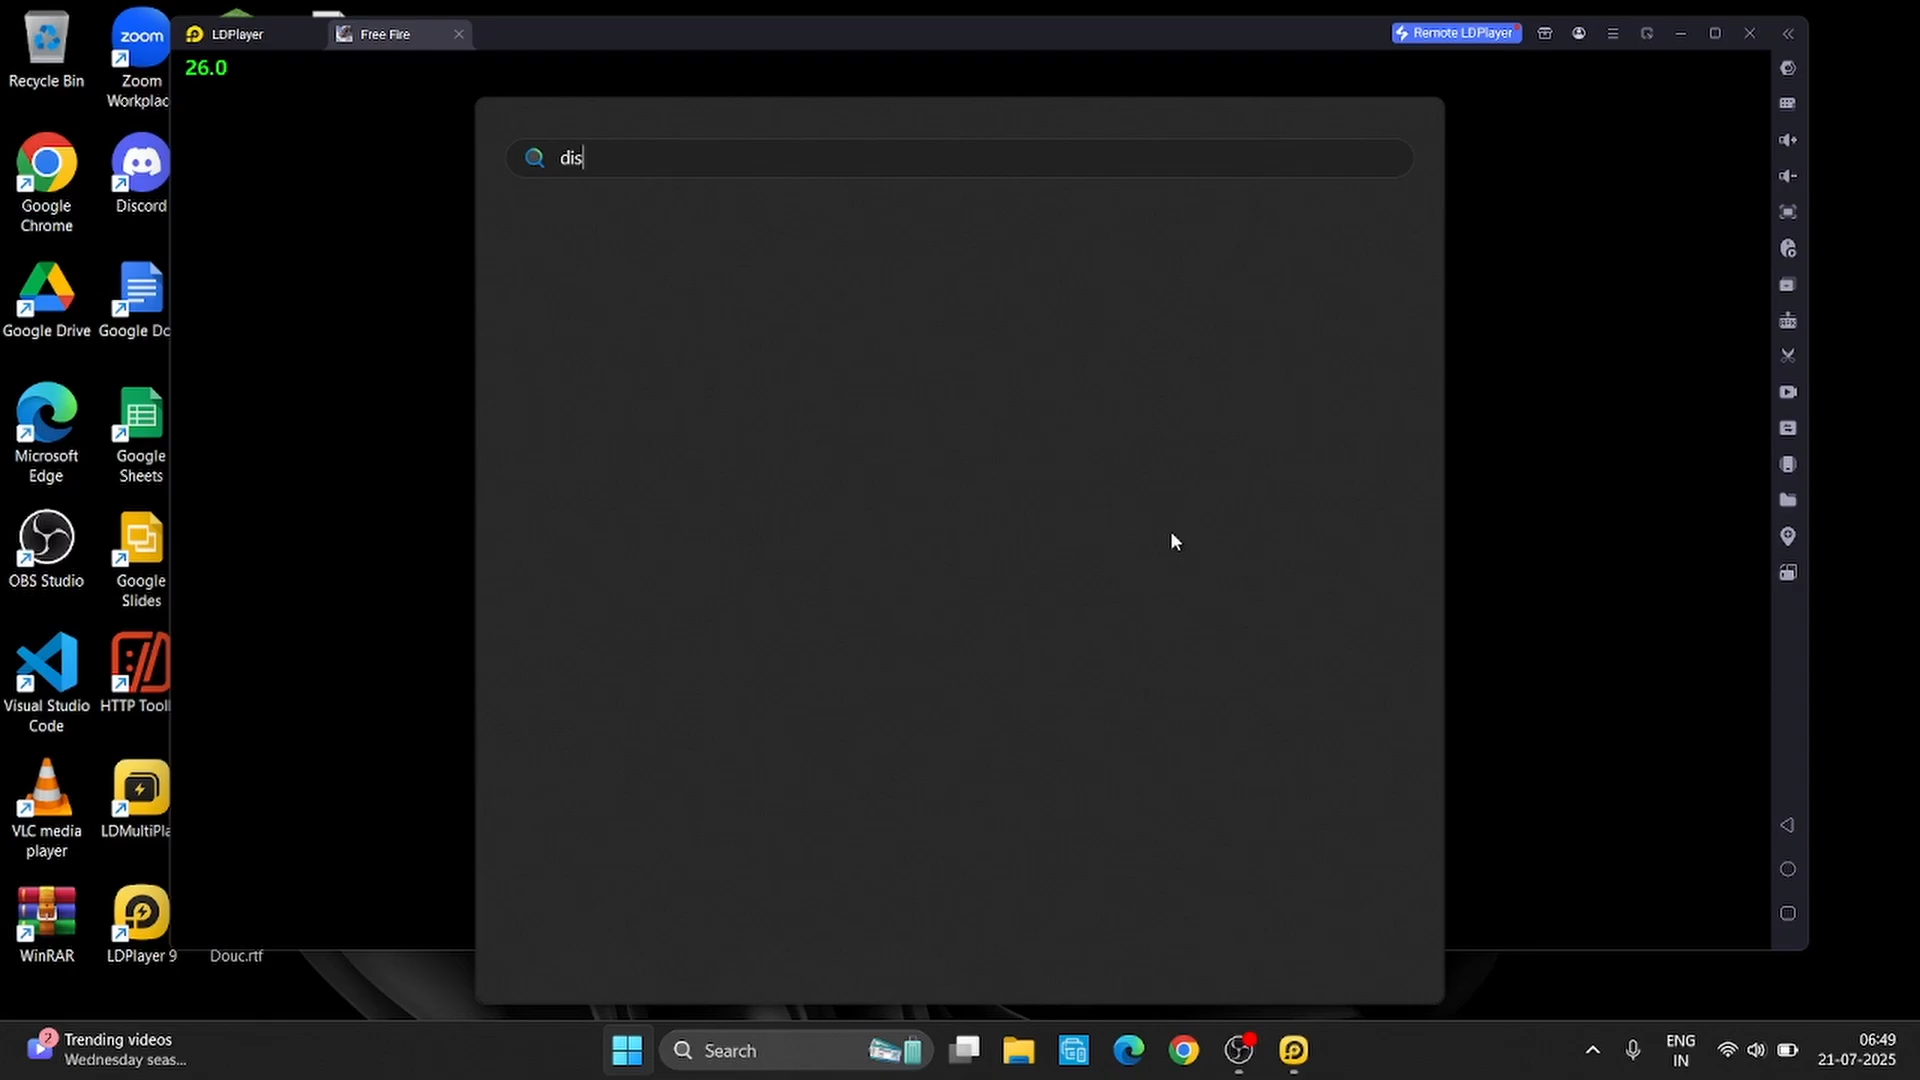 LDPlayer
Free Fire
Remote LDPlayer
26.0
dis
Recycle Bin
zoom
Zoom
Workplac
Google
Chrome
Discord
Google Drive
Google Dc
Microsoft
Edge
Google
Sheets
OBS Studio
Google
Slides
Visual Studio
Code
HTTP Tool
VLC media
player
LDMultiPla
WinRAR
LDPlayer 9
Douc.rtf
2
Trending videos
Wednesday seas...
Search
ENG
IN
06:49
21-07-2025